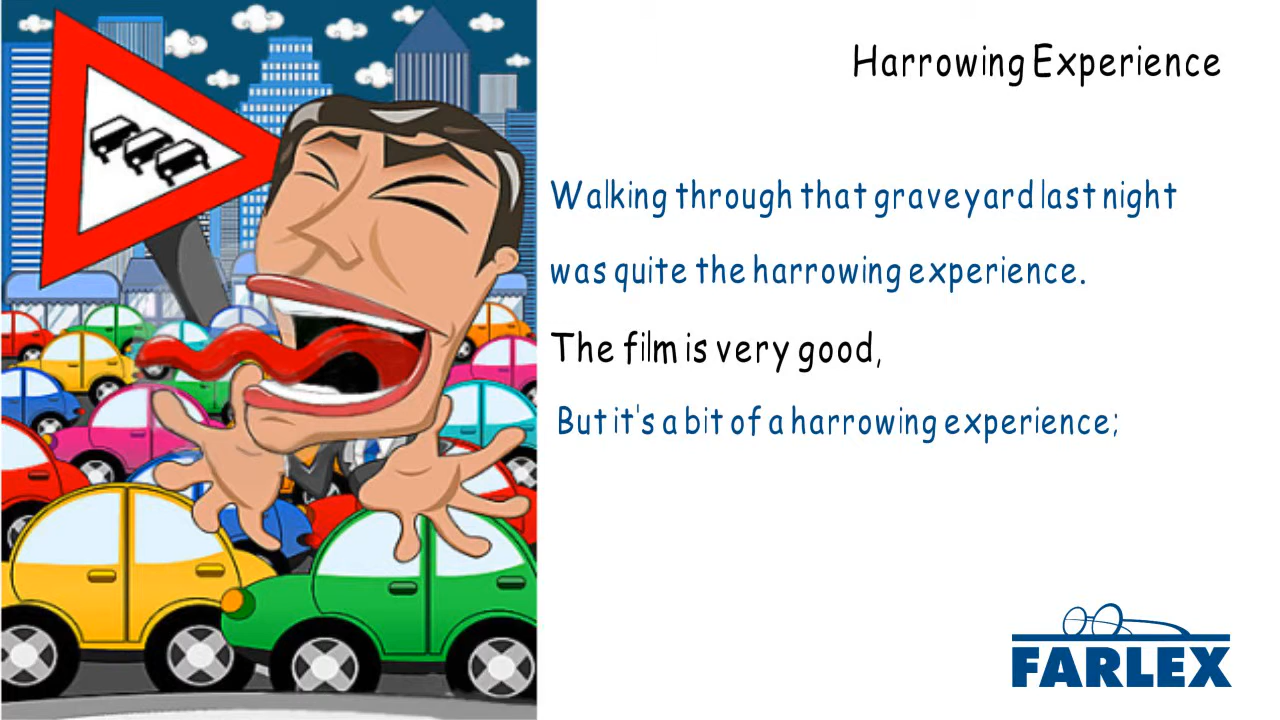 Harrowing Experience
Walking through that graveyard last night
was quite the harrowing experience.
The film is very good,
But it's a bit of a harrowing experience;
FARLEX